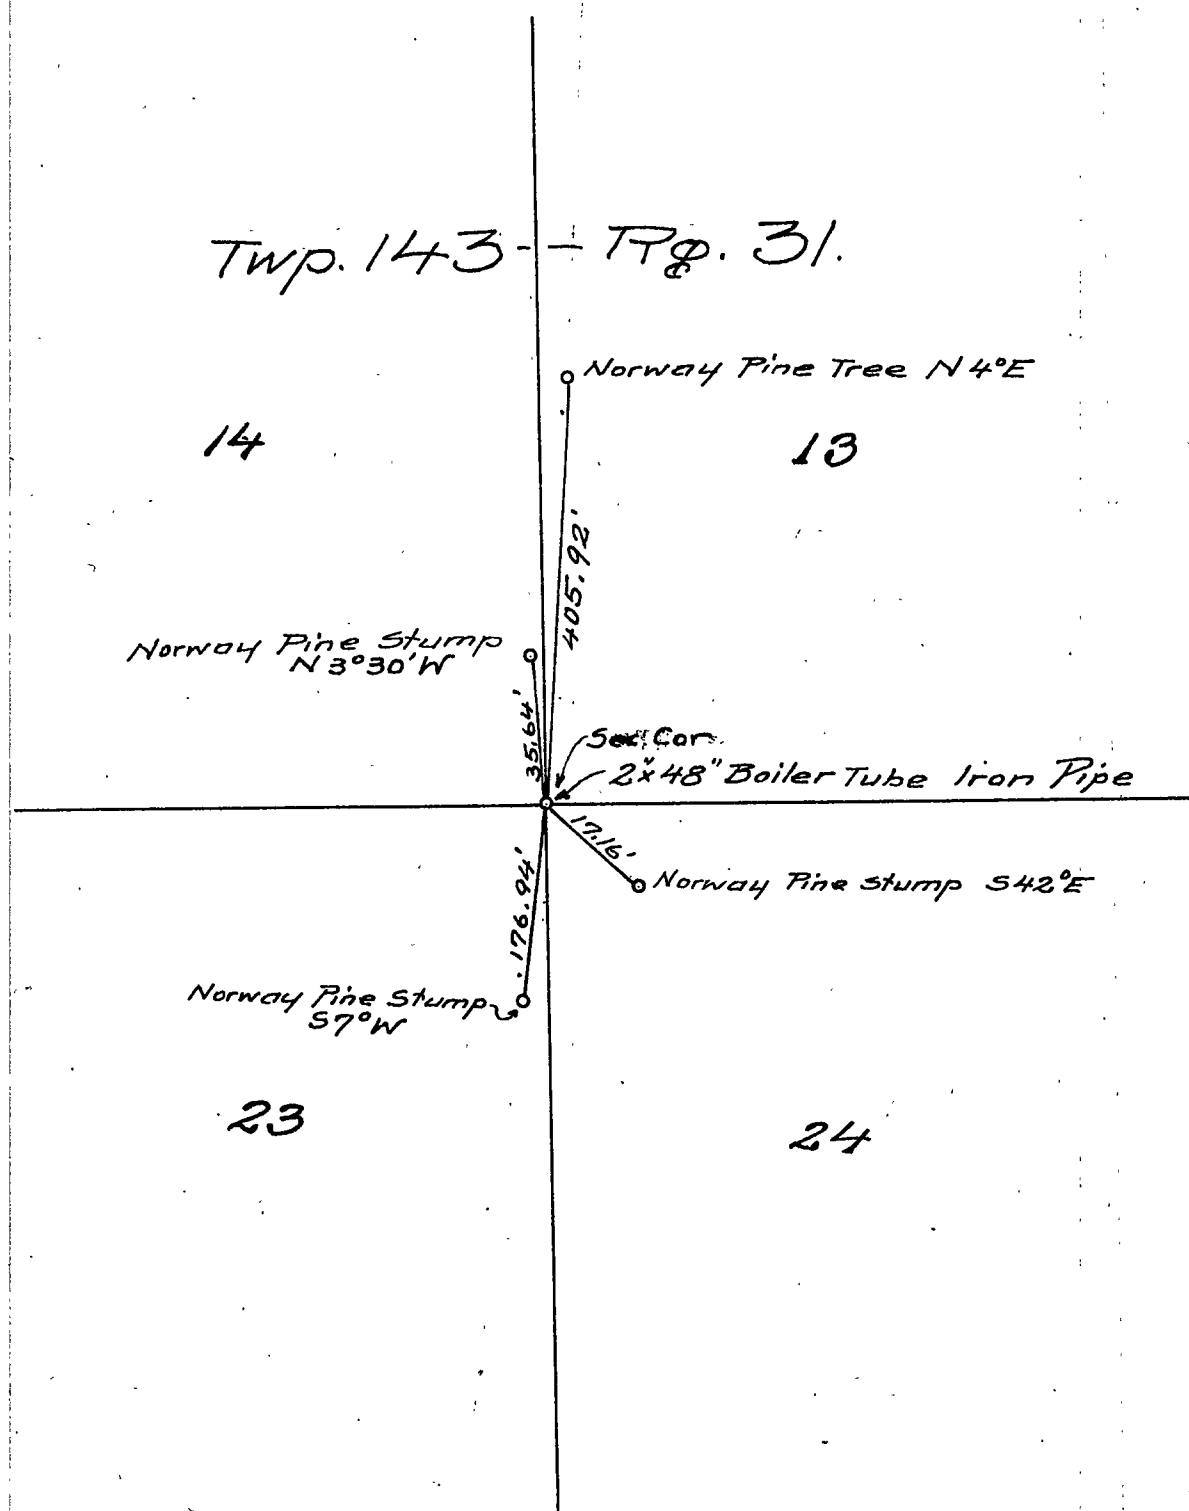 Twp. 143 - - Rg. 31.
Norway Pine Tree N 4°E
14
13
405.92'
Norway Pine Stump
N 3°30' W
35.64'
Sec. Cor.
2"x48" Boiler Tube Iron Pipe
17.16'
Norway Pine Stump S42°E
176.94'
Norway Pine Stump
S7°W
23
24